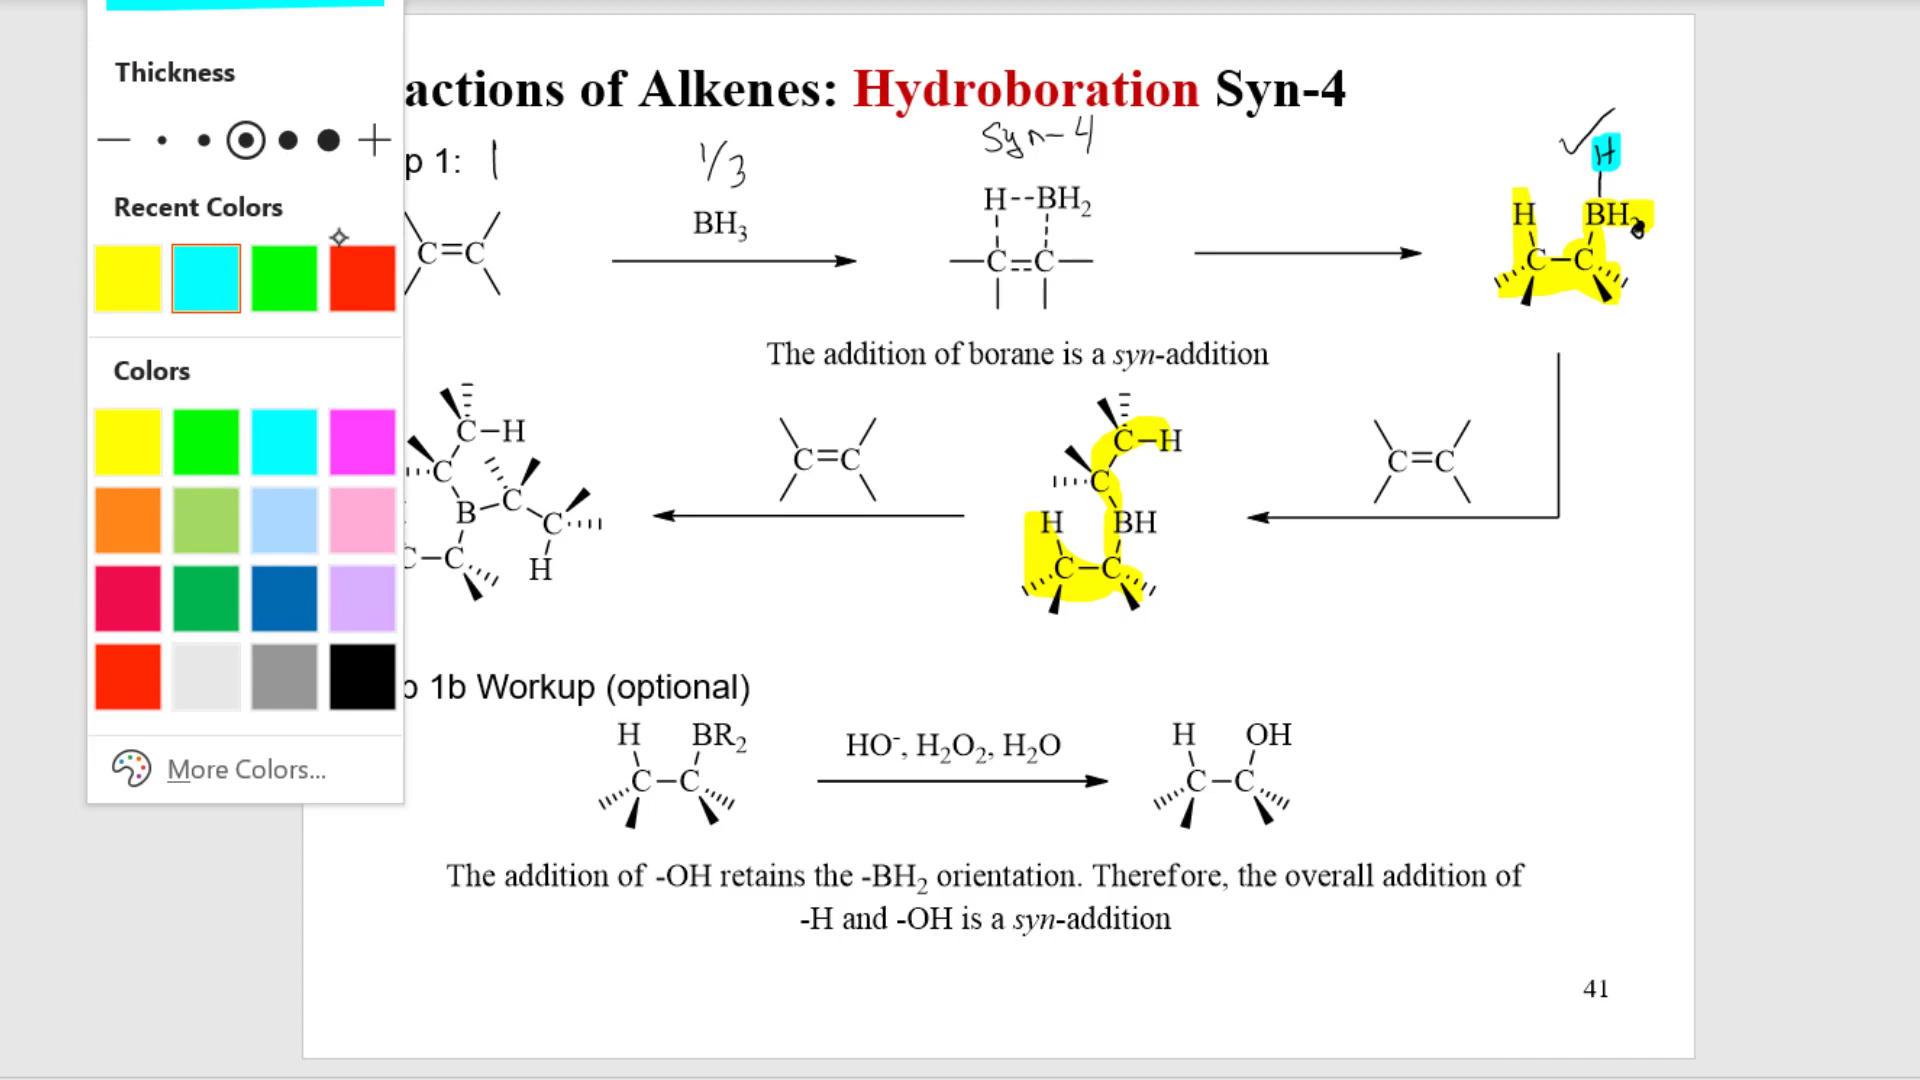 Thickness
Recent Colors
Colors
More Colors...
actions of Alkenes: Hydroboration Syn-4
p 1: 1
1/3
BH3
C=C
Syn-4
H--BH2
C==C
H
H BH2
C-C
The addition of borane is a syn-addition
C-H
C
B-C
C
C-C
H
C=C
C-H
C
H BH
C-C
C=C
p 1b Workup (optional)
H BR2
C-C
HO-, H2O2, H2O
H OH
C-C
The addition of -OH retains the -BH2 orientation. Therefore, the overall addition of
-H and -OH is a syn-addition
41